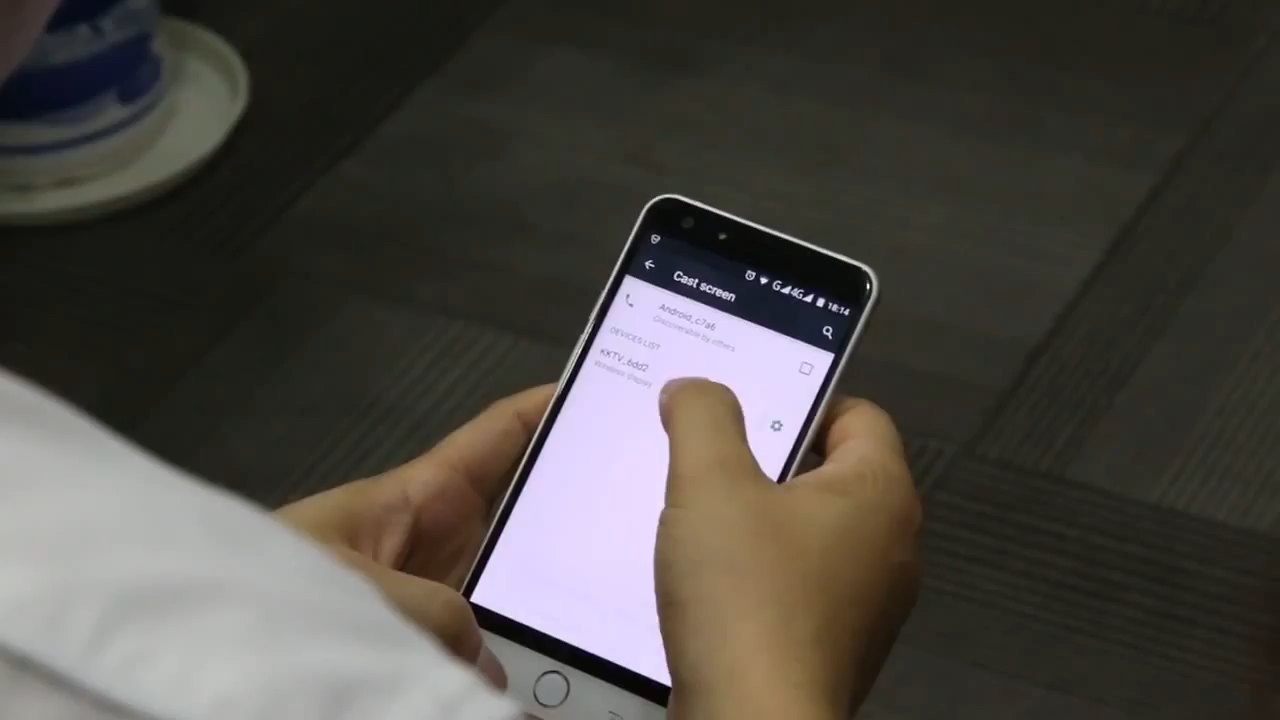 G 4G 18:14
Cast screen
Android_c7a6
Discoverable by others
DEVICES LIST
KKTV_6dd2
Wireless display